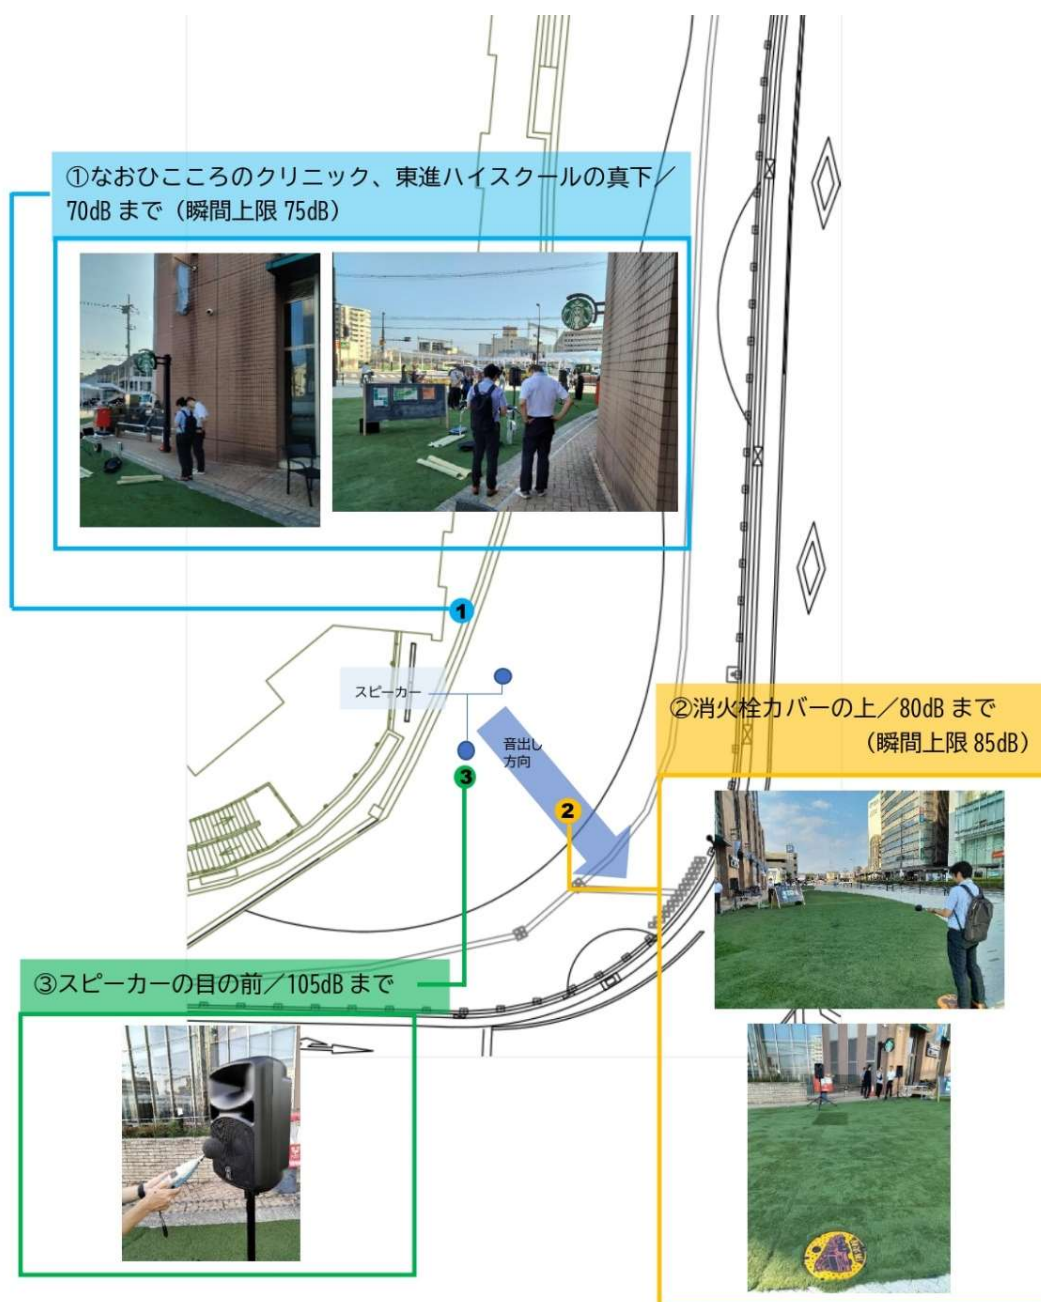 ①なおひこころのクリニック、東進ハイスクールの真下／
70dB まで（瞬間上限 75dB）
1
スピーカー
②消火栓カバーの上／80dB まで
（瞬間上限 85dB）
音出し
方向
3
2
③スピーカーの目の前／105dB まで